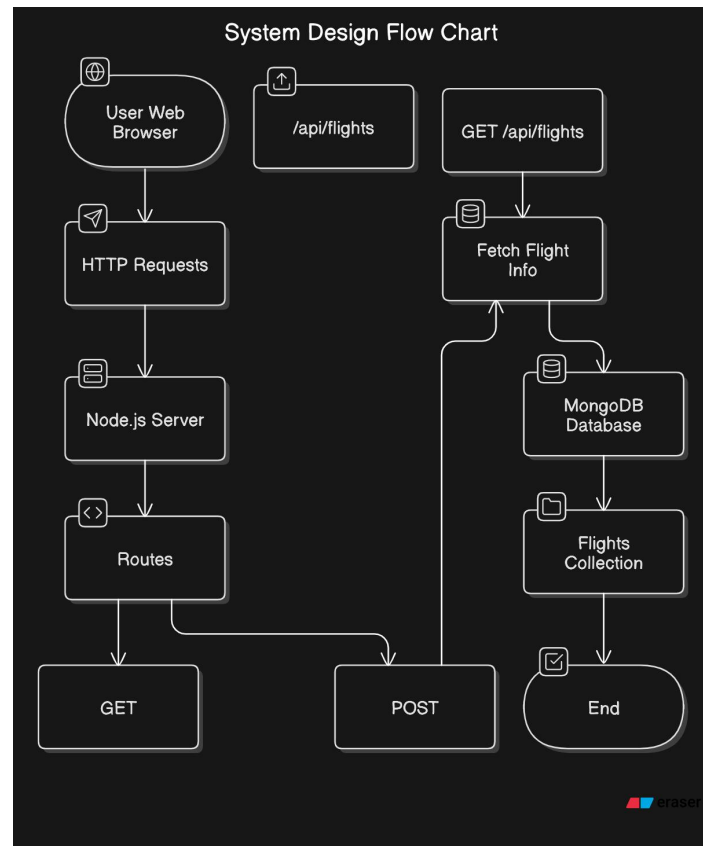 System Design Flow Chart
User Web
Browser
/api/flights
GET /api/flights
HTTP Requests
Fetch Flight
Info
Node.js Server
MongoDB
Database
Routes
Flights
Collection
GET
POST
End
eraser